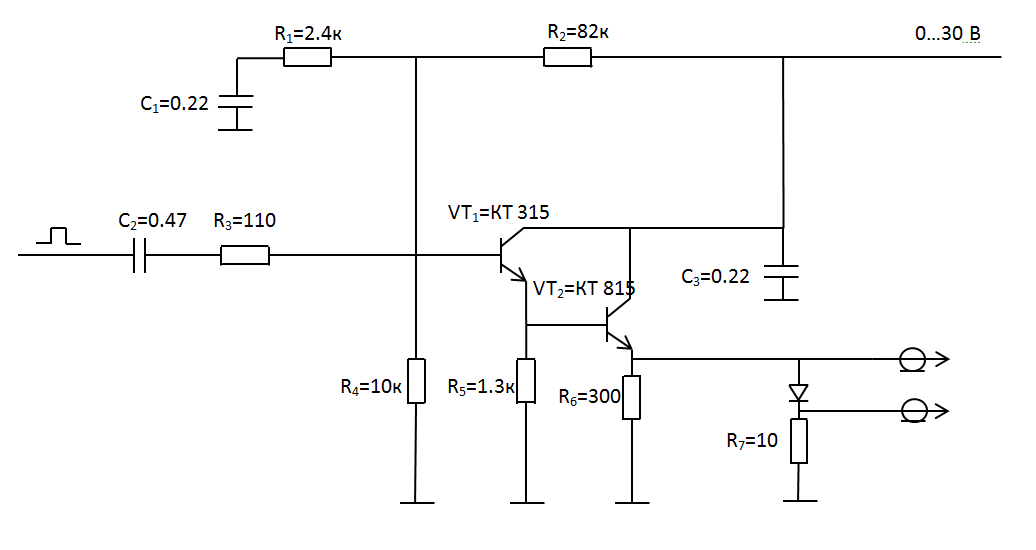 R₁=2.4к
R₂=82к
0...30 В
C₁=0.22
C₂=0.47
R₃=110
VT₁=КТ 315
VT₂=КТ 815
C₃=0.22
R₄=10к
R₅=1.3к
R₆=300
R₇=10